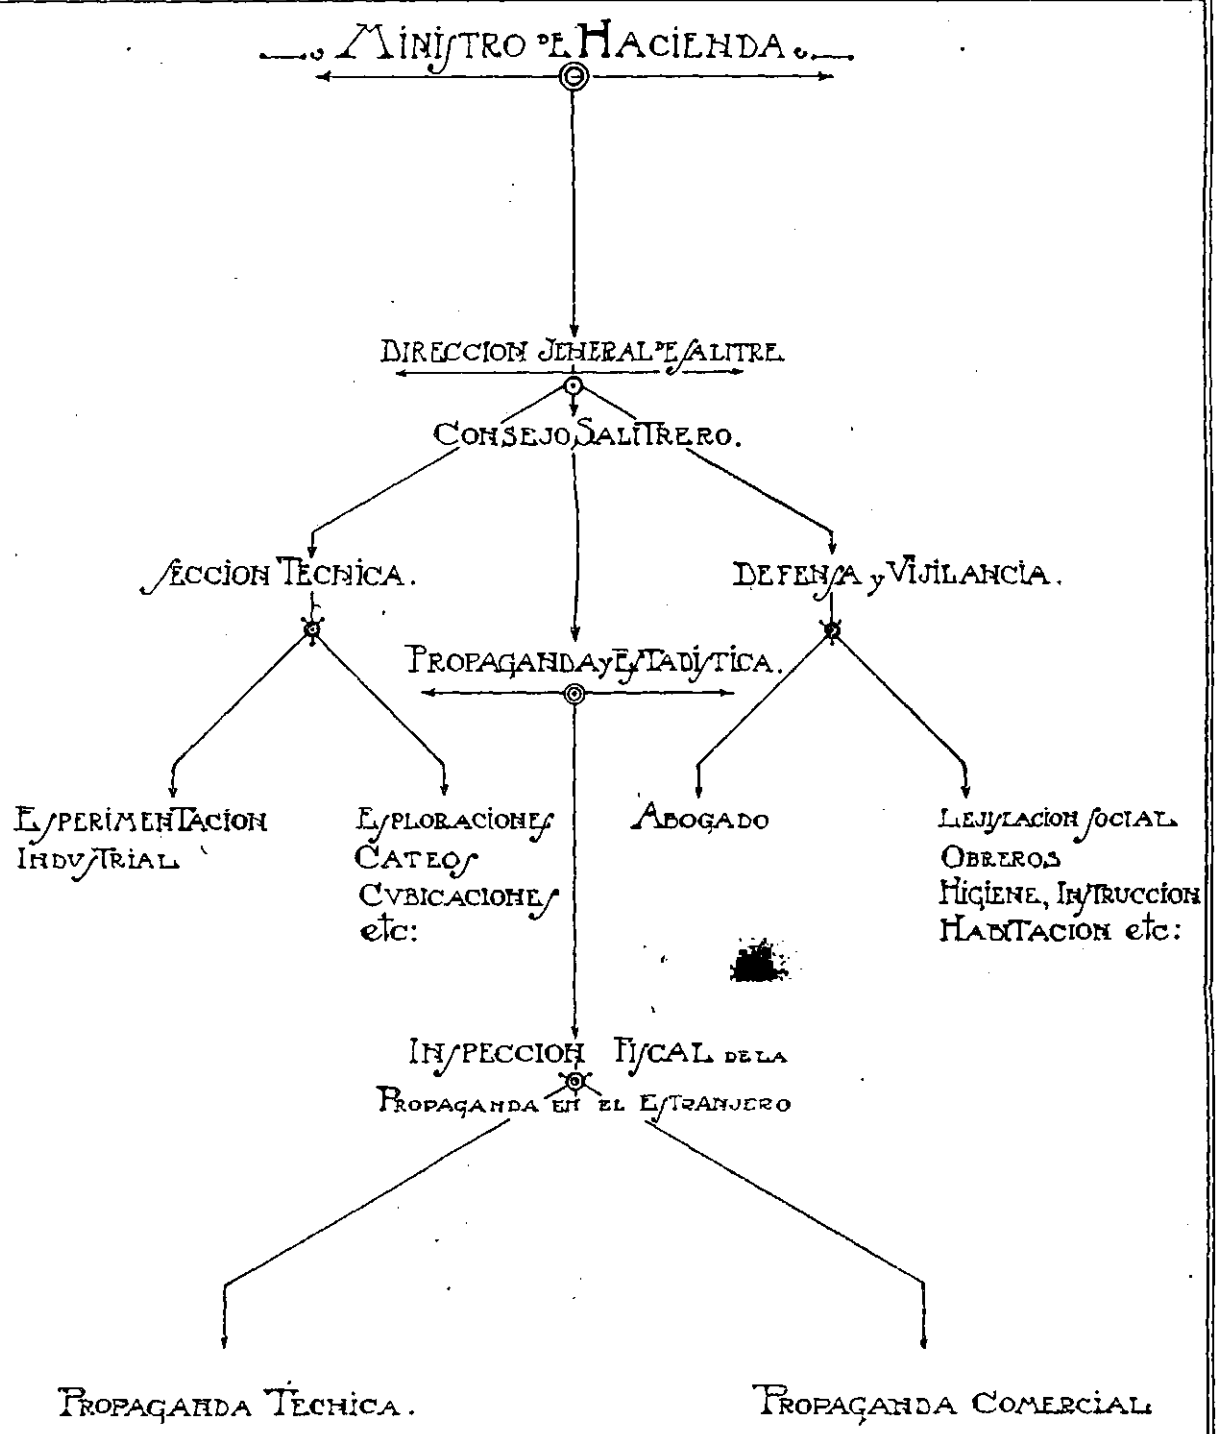 MINISTRO DE HACIENDA
DIRECCION JENERAL DE SALITRE
CONSEJO SALITRERO.
SECCION TECNICA.
DEFENSA y VIJILANCIA.
PROPAGANDA y ESTADISTICA.
ESPERIMENTACION
INDUSTRIAL
ESPLORACIONES
CATEOS
CUBICACIONES
etc:
ABOGADO
LEJISLACION SOCIAL
OBREROS
HIGIENE, INSTRUCCION
HABITACION etc:
INSPECCION FISCAL DE LA
PROPAGANDA EN EL ESTRANJERO
PROPAGANDA TÉCNICA.
PROPAGANDA COMERCIAL